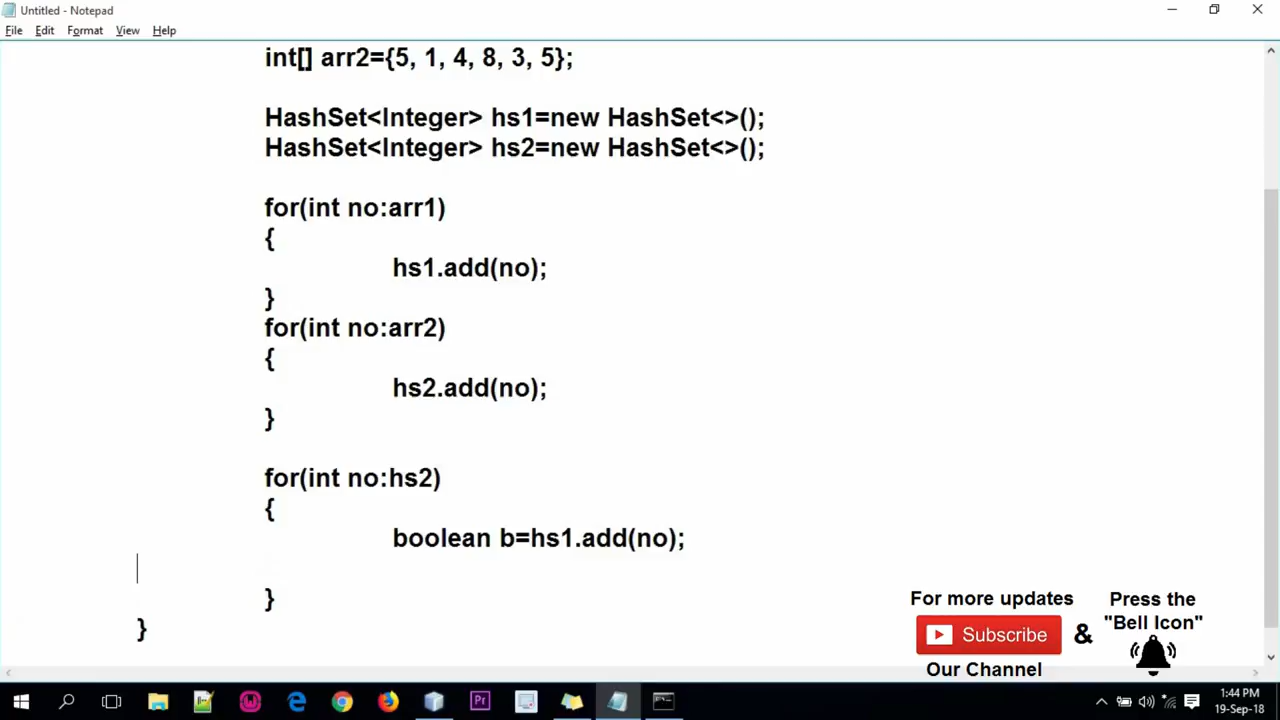 Untitled - Notepad
File Edit Format View Help
int[] arr2={5, 1, 4, 8, 3, 5};
HashSet<Integer> hs1=new HashSet<>();
HashSet<Integer> hs2=new HashSet<>();
for(int no:arr1)
{
hs1.add(no);
}
for(int no:arr2)
{
hs2.add(no);
}
for(int no:hs2)
{
boolean b=hs1.add(no);
}
}
For more updates
Subscribe
Our Channel
&
Press the
"Bell Icon"
Pr
1:44 PM
19-Sep-18